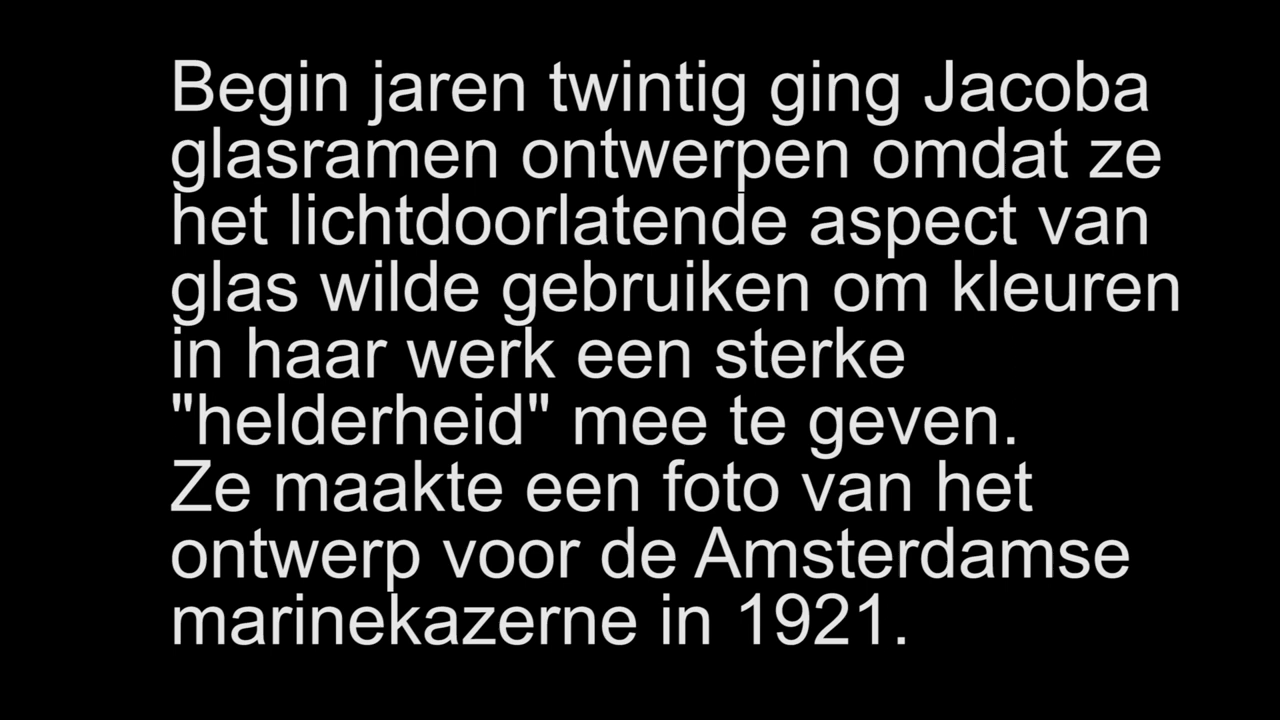 Begin jaren twintig ging Jacoba
glasramen ontwerpen omdat ze
het lichtdoorlatende aspect van
glas wilde gebruiken om kleuren
in haar werk een sterke
"helderheid" mee te geven.
Ze maakte een foto van het
ontwerp voor de Amsterdamse
marinekazerne in 1921.